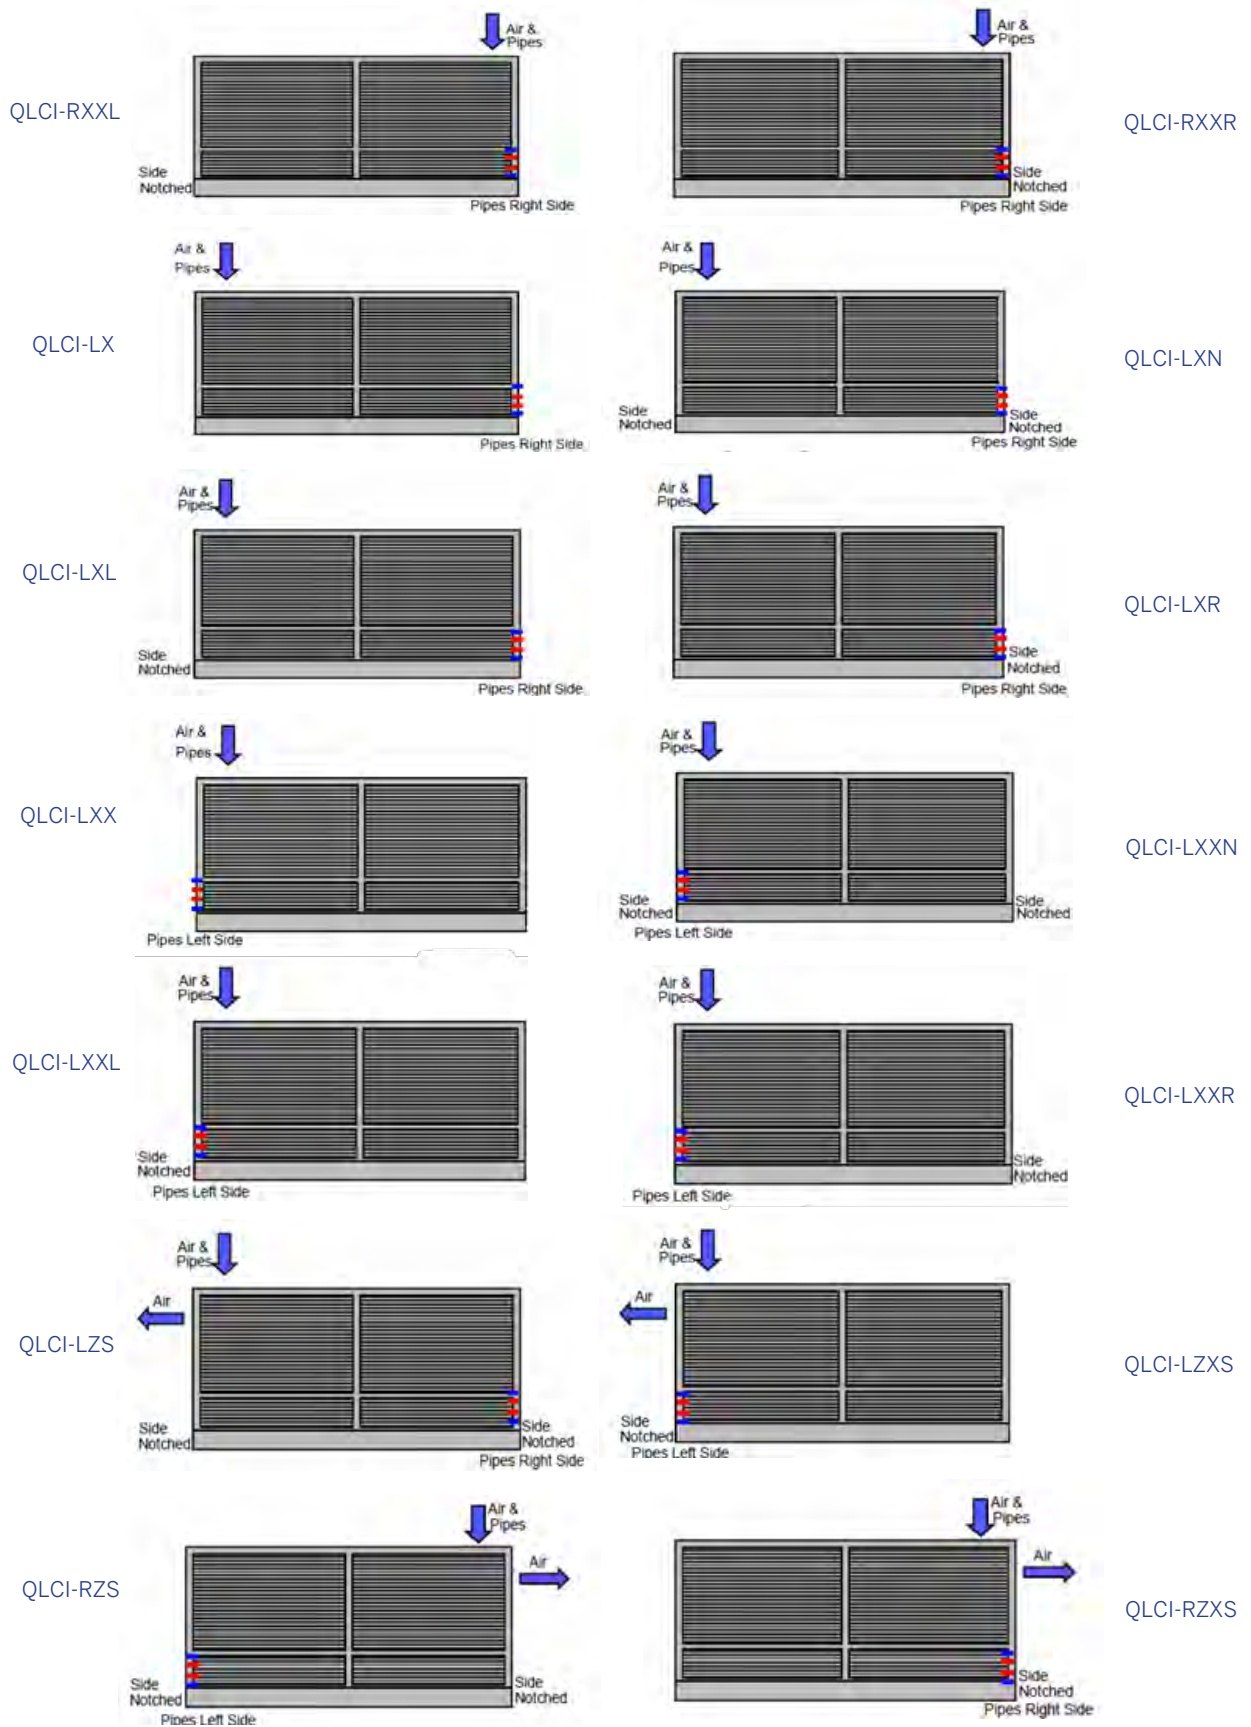 Air &
Pipes
QLCI-RXXL
Side
Notched
Pipes Right Side
Air &
Pipes
QLCI-RXXR
Side
Notched
Pipes Right Side
Air &
Pipes
QLCI-LX
Pipes Right Side
Air &
Pipes
QLCI-LXN
Side
Notched
Side
Notched
Pipes Right Side
Air &
Pipes
QLCI-LXL
Side
Notched
Pipes Right Side
Air &
Pipes
QLCI-LXR
Side
Notched
Pipes Right Side
Air &
Pipes
QLCI-LXX
Pipes Left Side
Air &
Pipes
QLCI-LXXN
Side
Notched
Side
Notched
Pipes Left Side
Air &
Pipes
QLCI-LXXL
Side
Notched
Pipes Left Side
Air &
Pipes
QLCI-LXXR
Side
Notched
Pipes Left Side
Air &
Pipes
Air
QLCI-LZS
Side
Notched
Side
Notched
Pipes Right Side
Air &
Pipes
Air
QLCI-LZXS
Side
Notched
Pipes Left Side
Air &
Pipes
Air
QLCI-RZS
Side
Notched
Side
Notched
Pipes Left Side
Air &
Pipes
Air
QLCI-RZXS
Side
Notched
Pipes Right Side